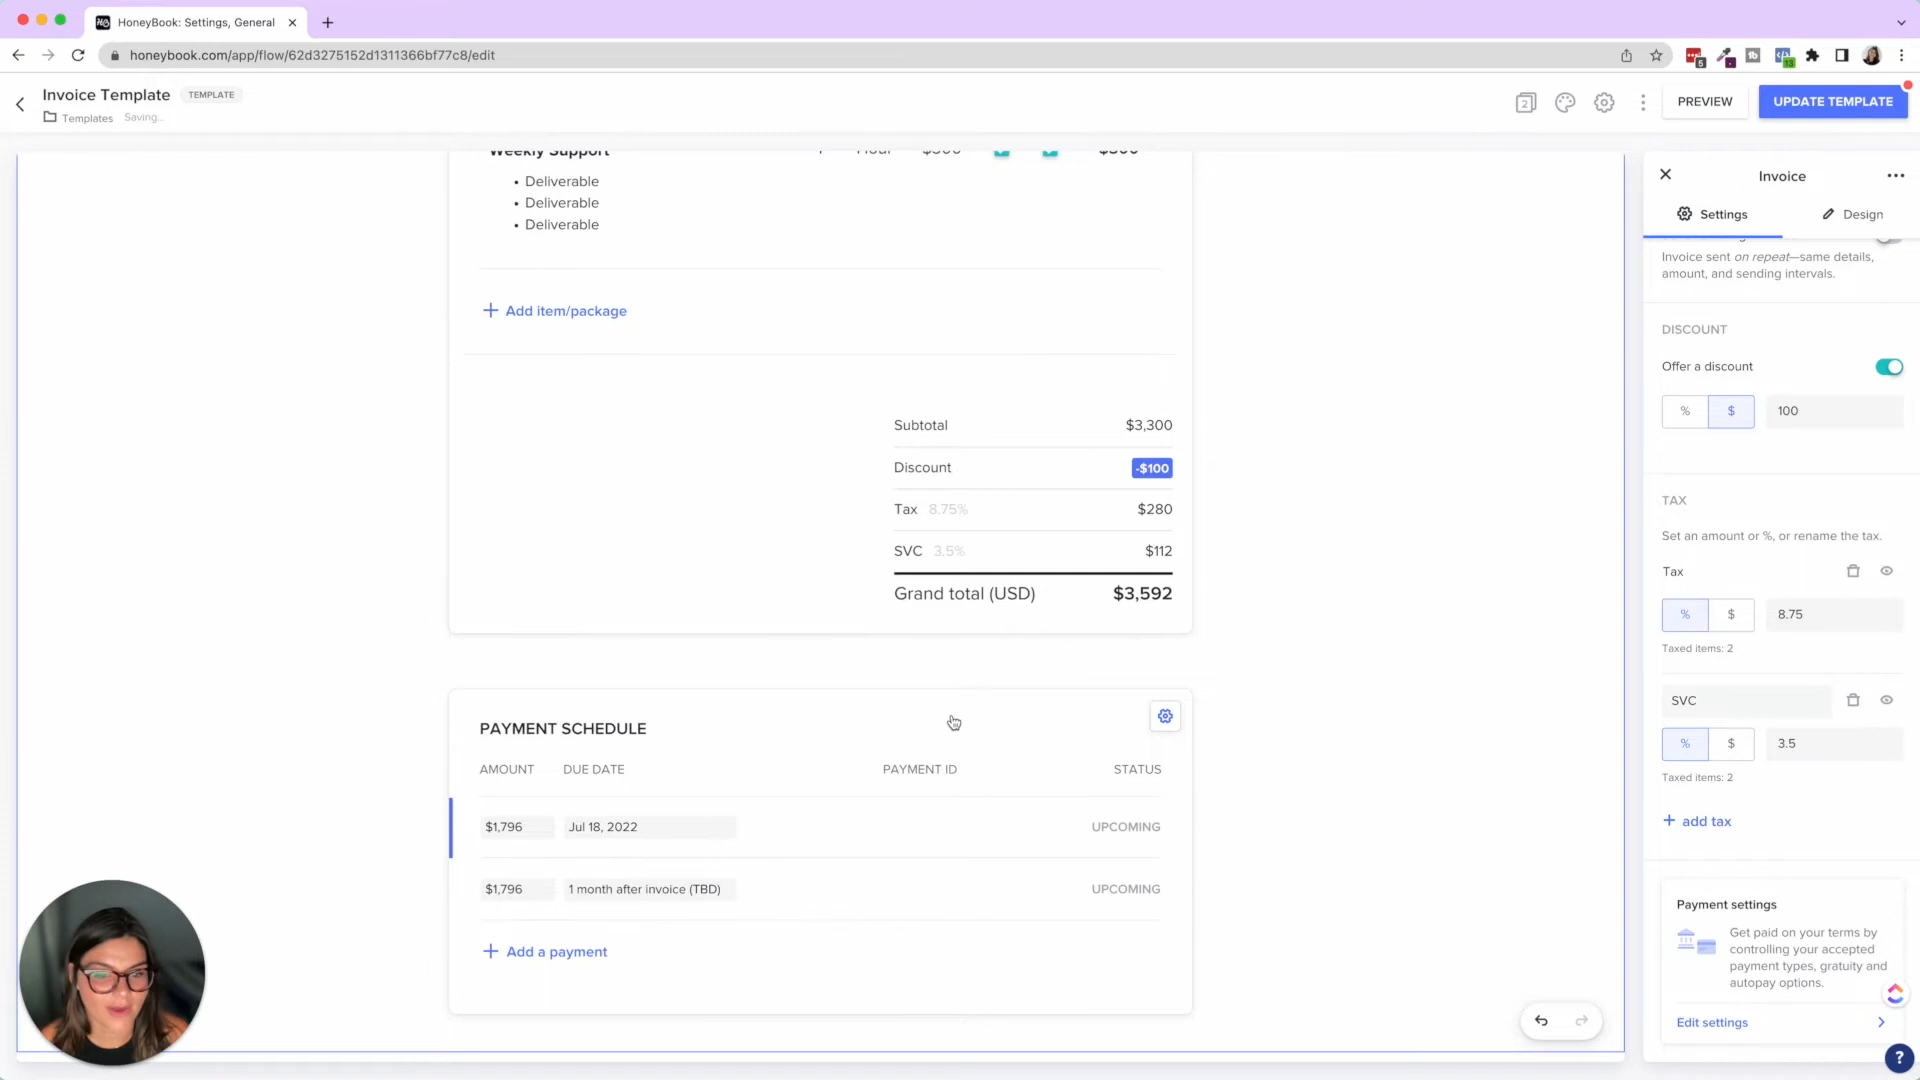 HoneyBook: Settings, General
honeybook.com/app/flow/62d3275152d1311366bf77c8/edit
5
13
Invoice Template
TEMPLATE
Templates
Saving...
2
PREVIEW
UPDATE TEMPLATE
Weekly Support
1
Hour
$300
$300
• Deliverable
• Deliverable
• Deliverable
Add item/package
Subtotal $3,300
Discount -$100
Tax 8.75% $280
SVC 3.5% $112
Grand total (USD) $3,592
PAYMENT SCHEDULE
AMOUNT DUE DATE PAYMENT ID STATUS
$1,796 Jul 18, 2022 UPCOMING
$1,796 1 month after invoice (TBD) UPCOMING
Add a payment
Invoice
Settings
Design
Invoice sent on repeat—same details,
amount, and sending intervals.
DISCOUNT
Offer a discount
% $ 100
TAX
Set an amount or %, or rename the tax.
Tax
% $ 8.75
Taxed items: 2
SVC
% $ 3.5
Taxed items: 2
+ add tax
Payment settings
Get paid on your terms by
controlling your accepted
payment types, gratuity and
autopay options.
Edit settings
?